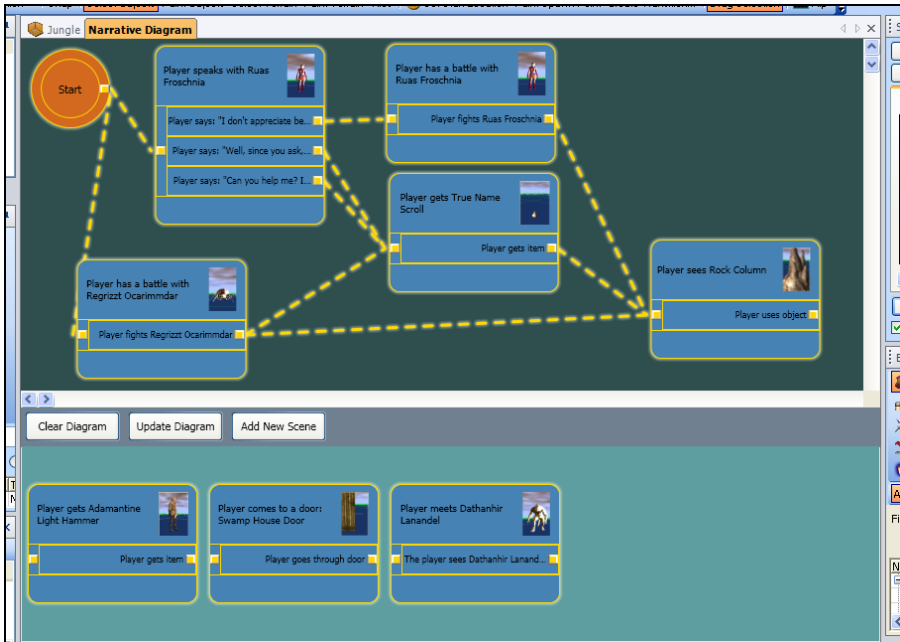 Jungle
Narrative Diagram
Start
Player speaks with Ruas
Froschnia
Player says: "I don't appreciate be...
Player says: "Well, since you ask,...
Player says: "Can you help me? I...
Player has a battle with
Ruas Froschnia
Player fights Ruas Froschnia
Player gets True Name
Scroll
Player gets item
Player has a battle with
Regrizzt Ocarimmdar
Player fights Regrizzt Ocarimmdar
Player sees Rock Column
Player uses object
Clear Diagram
Update Diagram
Add New Scene
Player gets Adamantine
Light Hammer
Player gets item
Player comes to a door:
Swamp House Door
Player goes through door
Player meets Dathanhir
Lanandel
The player sees Dathanhir Lanand...